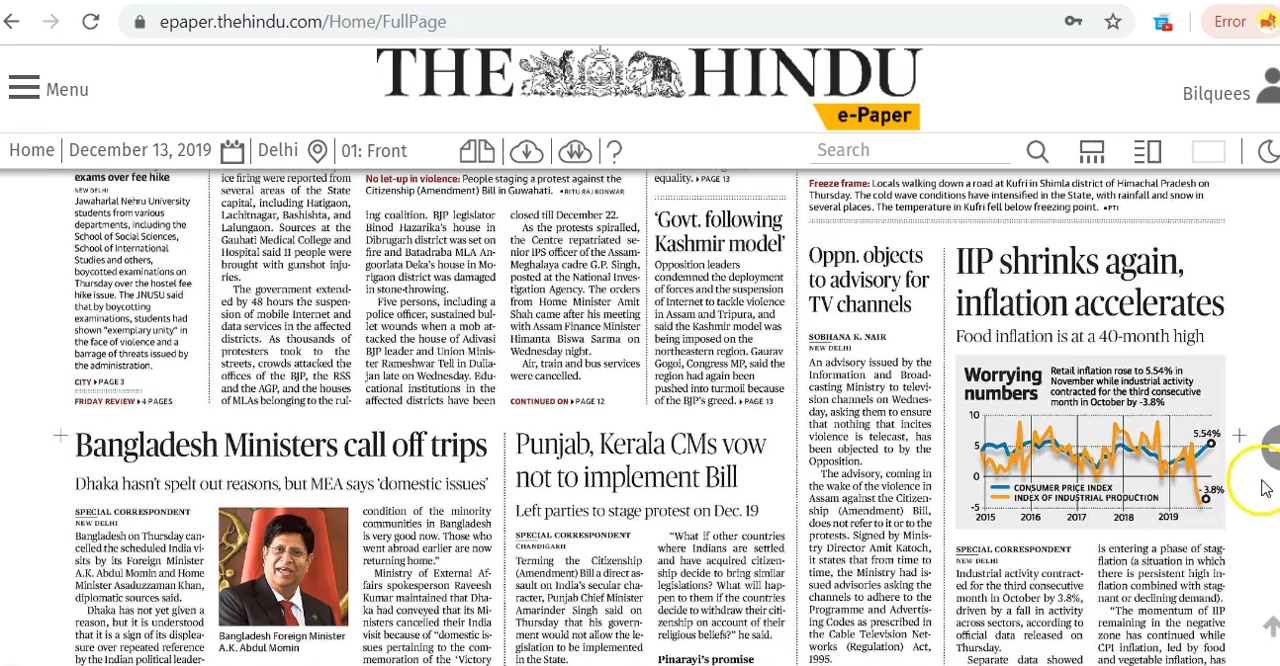 epaper.thehindu.com/Home/FullPage
Error
Menu
THE HINDU
e-Paper
Bilquees
Home
December 13, 2019
Delhi
01: Front
?
Search
exams over fee hike
NEW DELHI
Jawaharlal Nehru University
students from various
departments, including the
School of Social Sciences,
School of International
Studies and others,
boycotted examinations on
Thursday over the hostel fee
hike issue. The JNUSU said
that by boycotting
examinations, students had
shown "exemplary unity" in
the face of violence and a
barrage of threats issued by
the administration.
CITY PAGE 3
FRIDAY REVIEW 4 PAGES
ice firing were reported from
several areas of the State
capital, including Hatigaon,
Lachitnagar, Bashista, and
Lalungaon. Sources at the
Gauhati Medical College and
Hospital said 11 people were
brought with gunshot inju-
ries.
The government extend-
ed by 48 hours the suspen-
sion of mobile Internet and
data services in the affected
districts. As thousands of
protesters took to the
streets, crowds attacked the
offices of the BJP, the RSS
and the AGP, and the houses
of MLAs belonging to the rul-
No let-up in violence: People staging a protest against the
Citizenship (Amendment) Bill in Guwahati. •RITU RAJ KONWAR
ing coalition. BJP legislator
Binod Hazarika's house in
Dibrugarh district was set on
fire and Batadraba MLA An-
goorlata Deka's house in Mo-
rigaon district was damaged
in stone-throwing.
Five persons, including a
police officer, sustained bul-
let wounds when a mob at-
tacked the house of Adivasi
BJP leader and Union Minis-
ter Rameshwar Teli in Dulia-
jan late on Wednesday. Edu-
cational institutions in the
affected districts have been
closed till December 22.
As the protests spiralled,
the Centre repatriated se-
nior IPS officer of the Assam-
Meghalaya cadre G.P. Singh,
posted at the National Inves-
tigation Agency. The orders
from Home Minister Amit
Shah came after his meeting
with Assam Finance Minister
Himanta Biswa Sarma on
Wednesday night.
Air, train and bus services
were cancelled.
CONTINUED ON PAGE 12
equality. PAGE 13
'Govt. following
Kashmir model'
Opposition leaders
condemned the deployment
of forces and the suspension
of Internet to tackle violence
in Assam and Tripura, and
said the Kashmir model was
being imposed on the
northeastern region. Gaurav
Gogoi, Congress MP, said the
region had again been
pushed into turmoil because
of the BJP's greed. PAGE 13
Freeze frame: Locals walking down a road at Kufri in Shimla district of Himachal Pradesh on
Thursday. The cold wave conditions have intensified in the State, with rainfall and snow in
several places. The temperature in Kufri fell below freezing point. •PTI
Oppn. objects
to advisory for
TV channels
SOBHANA K. NAIR
NEW DELHI
An advisory issued by the
Information and Broad-
casting Ministry to televi-
sion channels on Wednes-
day, asking them to ensure
that nothing that incites
violence is telecast, has
been objected to by the
Opposition.
The advisory, coming in
the wake of the violence in
Assam against the Citizen-
ship (Amendment) Bill,
does not refer to it or to the
protests. Signed by Minis-
try Director Amit Katoch,
it states that from time to
time, the Ministry had is-
sued advisories asking the
channels to adhere to the
Programme and Advertis-
ing Codes as prescribed in
the Cable Television Net-
works (Regulation) Act,
1995.
IIP shrinks again,
inflation accelerates
Food inflation is at a 40-month high
Worrying
numbers
Retail inflation rose to 5.54% in
November while industrial activity
contracted for the third consecutive
month in October by -3.8%
10
5
0
-5
5.54%
-3.8%
CONSUMER PRICE INDEX
INDEX OF INDUSTRIAL PRODUCTION
2015 2016 2017 2018 2019
SPECIAL CORRESPONDENT
NEW DELHI
Industrial activity contract-
ed for the third consecutive
month in October by 3.8%,
driven by a fall in activity
across sectors, according to
official data released on
Thursday.
Separate data showed
is entering a phase of stag-
flation (a situation in which
there is persistent high in-
flation combined with stag-
nant or declining demand).
"The momentum of IIP
remaining in the negative
zone has continued while
CPI inflation, led by food
and vegetable inflation, has
Bangladesh Ministers call off trips
Dhaka hasn't spelt out reasons, but MEA says 'domestic issues'
SPECIAL CORRESPONDENT
NEW DELHI
Bangladesh on Thursday can-
celled the scheduled India vi-
sits by its Foreign Minister
A.K. Abdul Momin and Home
Minister Asaduzzaman Khan,
diplomatic sources said.
Dhaka has not yet given a
reason, but it is understood
that it is a sign of its displea-
sure over repeated reference
by the Indian political leader-
Bangladesh Foreign Minister
A.K. Abdul Momin
condition of the minority
communities in Bangladesh
is very good now. Those who
went abroad earlier are now
returning home."
Ministry of External Af-
fairs spokesperson Raveesh
Kumar maintained that Dha-
ka had conveyed that its Mi-
nisters cancelled their India
visit because of "domestic is-
sues pertaining to the com-
memoration of the 'Victory
Punjab, Kerala CMs vow
not to implement Bill
Left parties to stage protest on Dec. 19
SPECIAL CORRESPONDENT
CHANDIGARH
Terming the Citizenship
(Amendment) Bill a direct as-
sault on India's secular cha-
racter, Punjab Chief Minister
Amarinder Singh said on
Thursday that his govern-
ment would not allow the le-
gislation to be implemented
in the State.
"What if other countries
where Indians are settled
and have acquired citizen-
ship decide to bring similar
legislations? What will hap-
pen to them if the countries
decide to withdraw their citi-
zenship on account of their
religious beliefs?" he said.
Pinarayi's promise